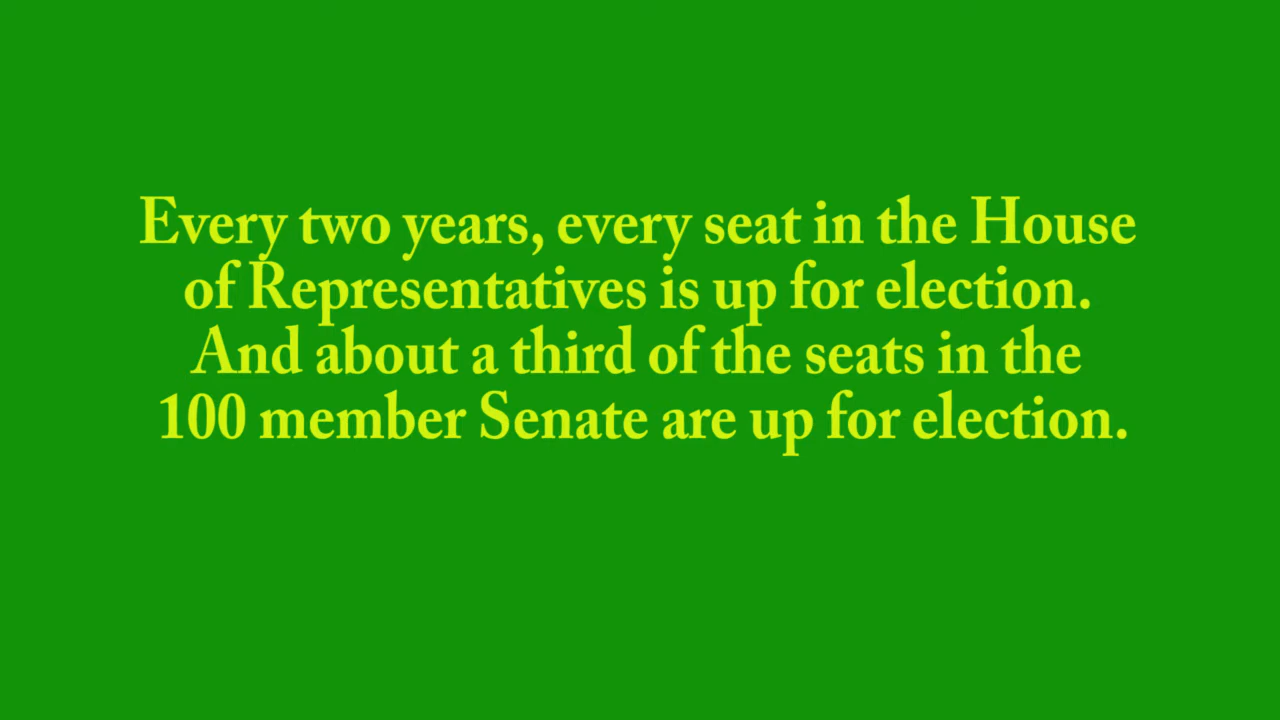 Every two years, every seat in the House
of Representatives is up for election.
And about a third of the seats in the
100 member Senate are up for election.